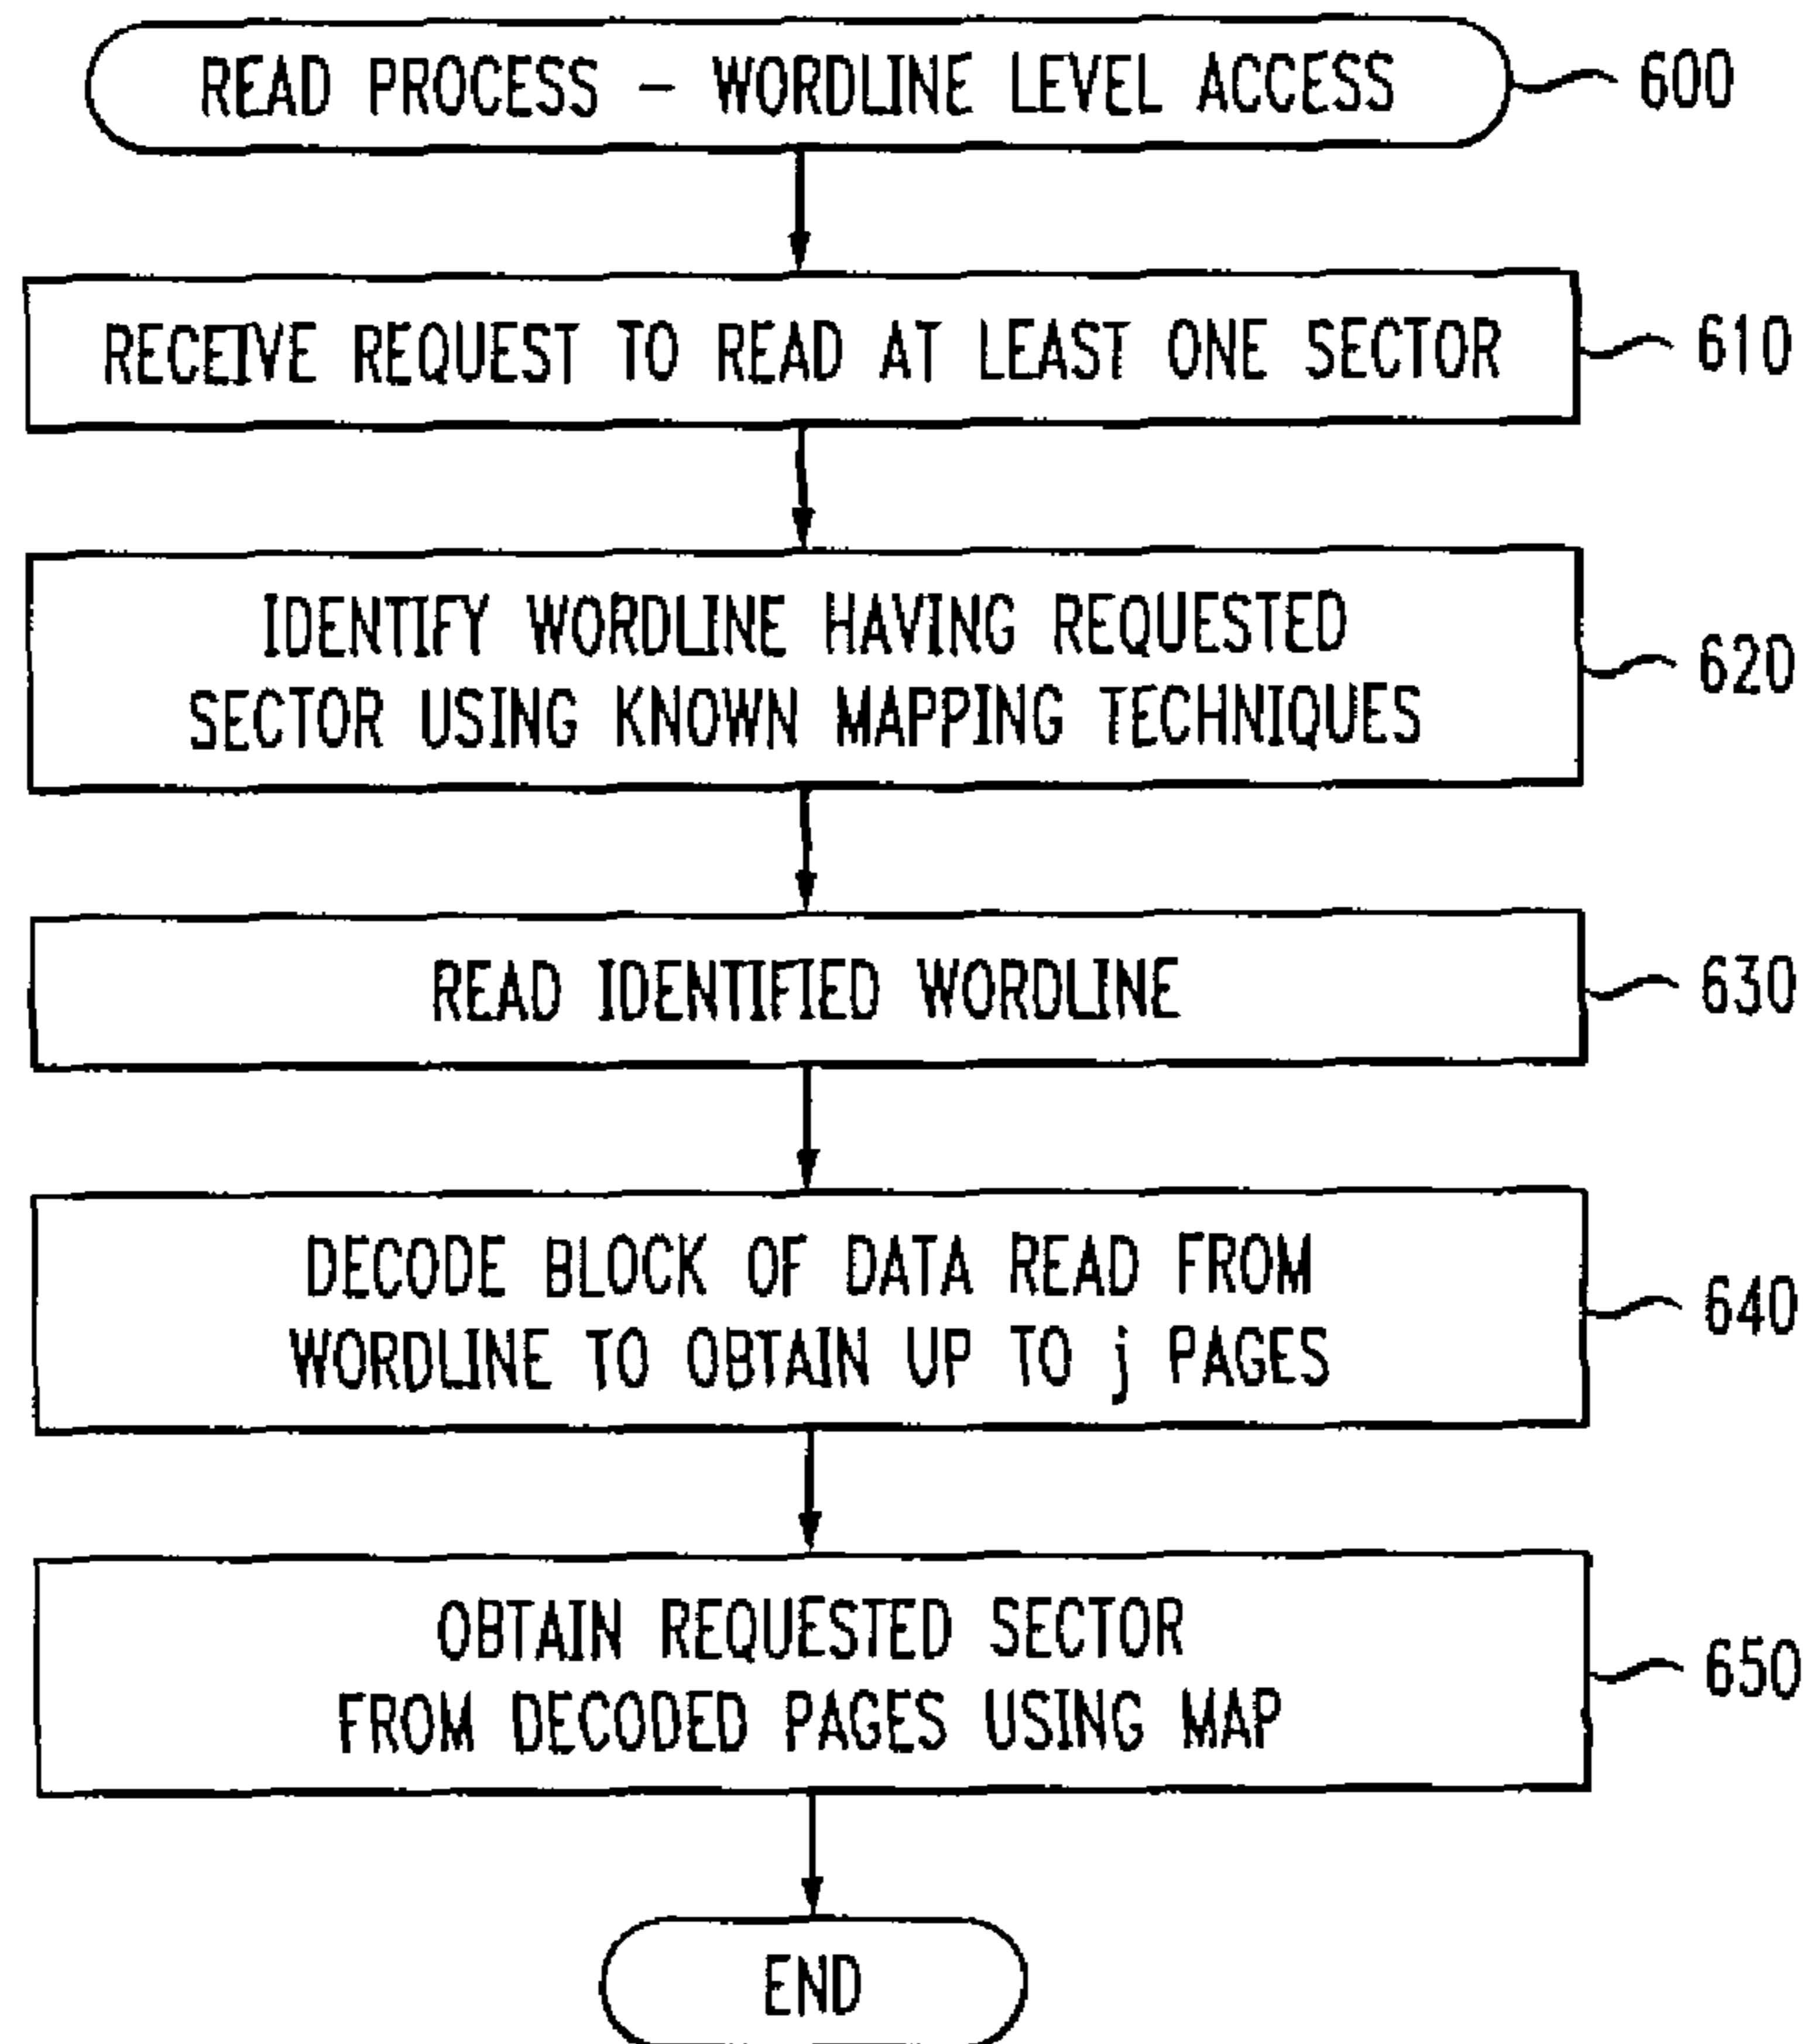 READ PROCESS - WORDLINE LEVEL ACCESS 600
RECEIVE REQUEST TO READ AT LEAST ONE SECTOR 610
IDENTIFY WORDLINE HAVING REQUESTED
SECTOR USING KNOWN MAPPING TECHNIQUES 620
READ IDENTIFIED WORDLINE 630
DECODE BLOCK OF DATA READ FROM
WORDLINE TO OBTAIN UP TO j PAGES 640
OBTAIN REQUESTED SECTOR
FROM DECODED PAGES USING MAP 650
END